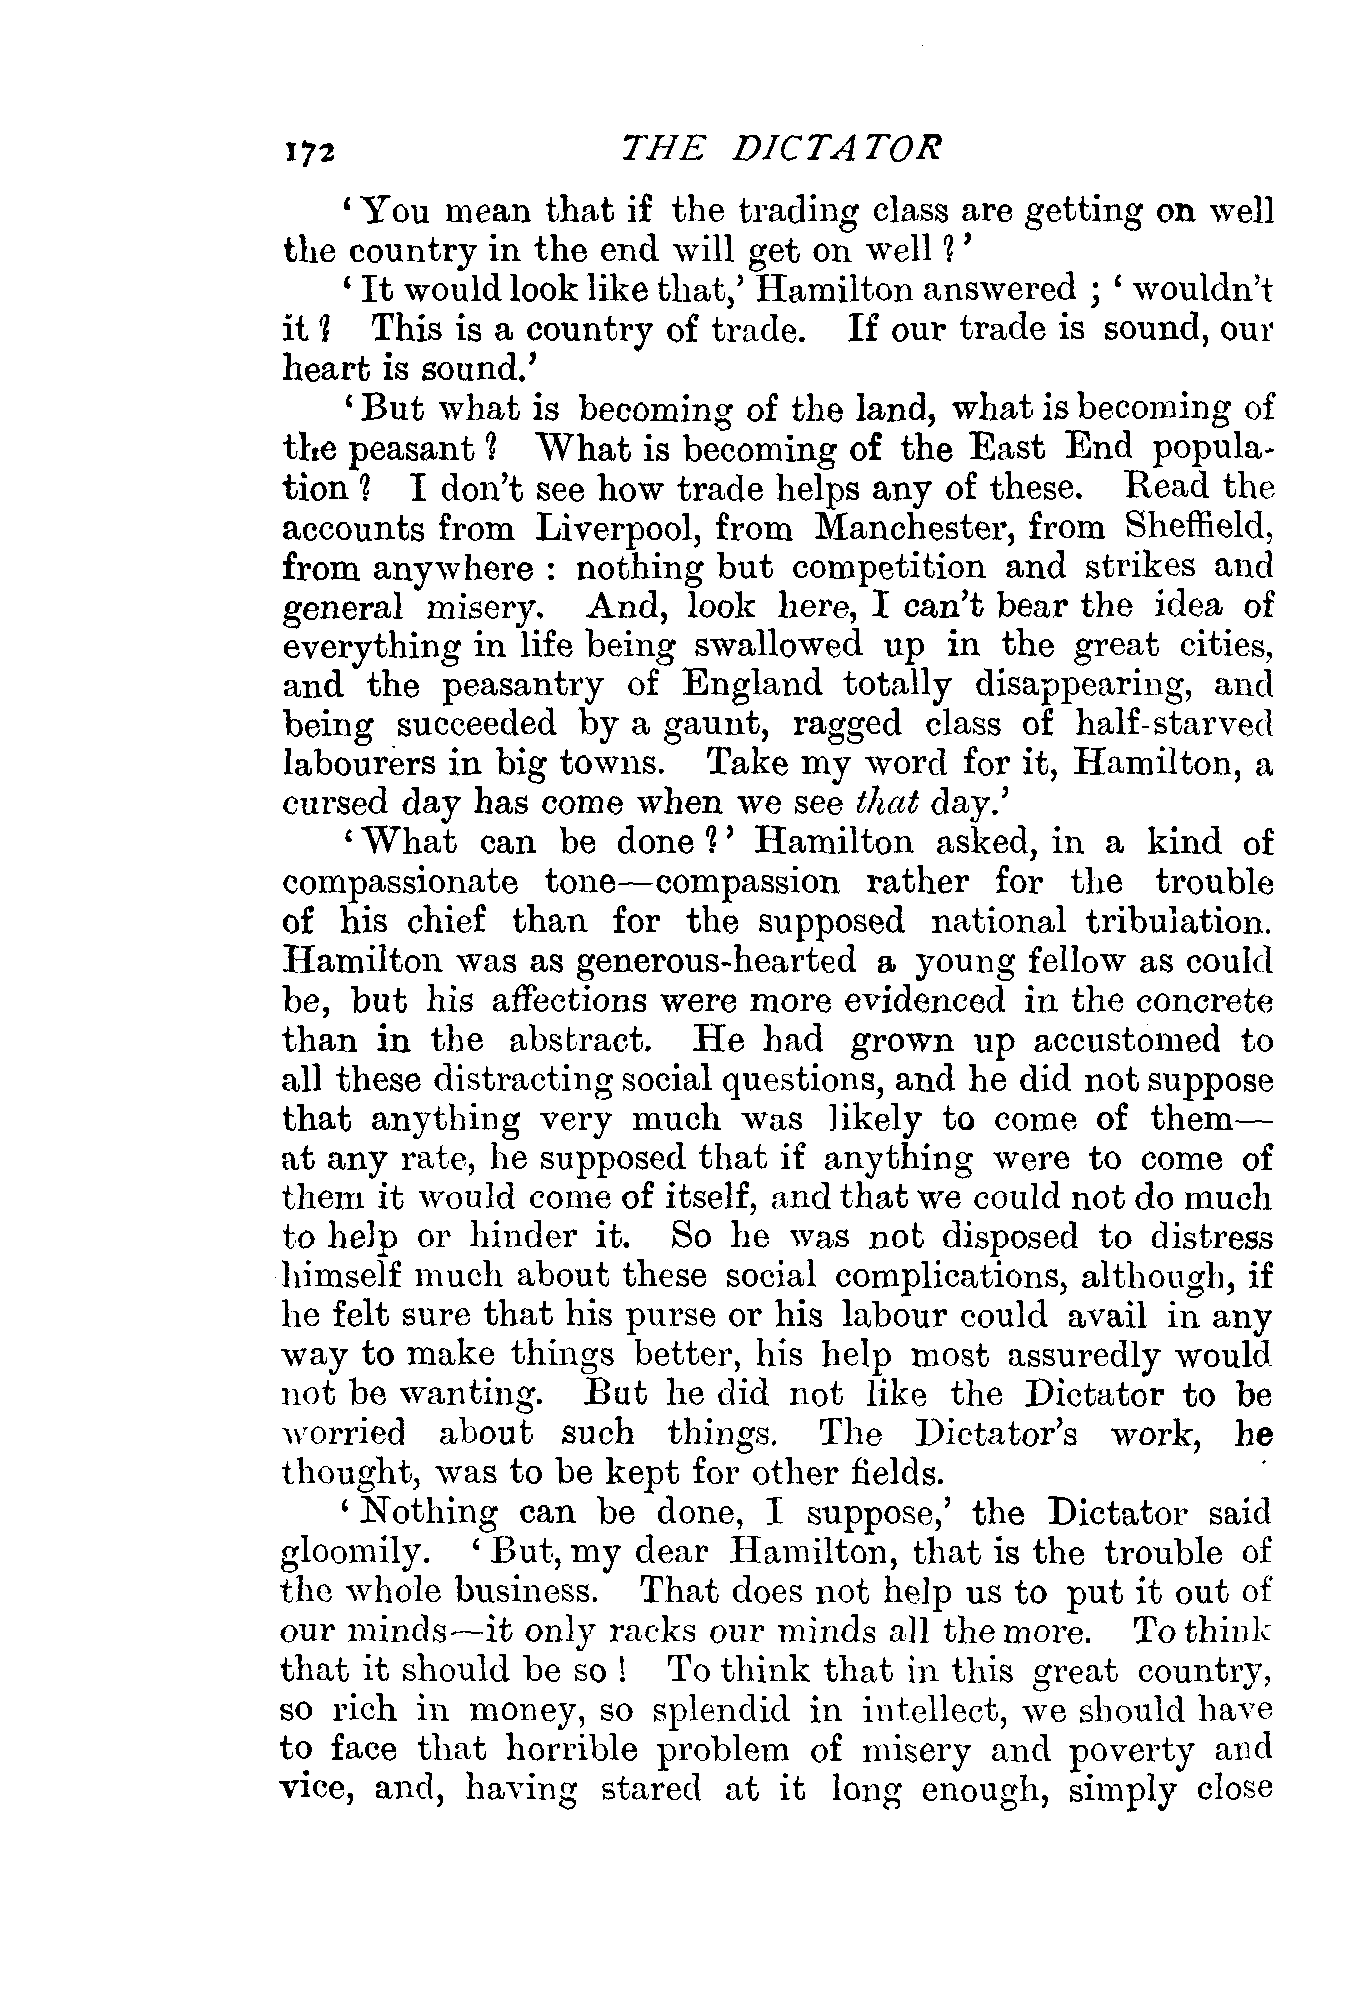 172 THE DICTATOR
‘You mean that if the trading class are getting on well
the country in the end will get on well?’
‘It would look like that,’ Hamilton answered; ‘wouldn't
it? This is a country of trade. If our trade is sound, our
heart is sound.’
‘But what is becoming of the land, what is becoming of
the peasant? What is becoming of the East End popula-
tion? I don't see how trade helps any of these. Read the
accounts from Liverpool, from Manchester, from Sheffield,
from anywhere: nothing but competition and strikes and
general misery. And, look here, I can't bear the idea of
everything in life being swallowed up in the great cities,
and the peasantry of England totally disappearing, and
being succeeded by a gaunt, ragged class of half-starved
labourers in big towns. Take my word for it, Hamilton, a
cursed day has come when we see that day.’
‘What can be done?’ Hamilton asked, in a kind of
compassionate tone—compassion rather for the trouble
of his chief than for the supposed national tribulation.
Hamilton was as generous-hearted a young fellow as could
be, but his affections were more evidenced in the concrete
than in the abstract. He had grown up accustomed to
all these distracting social questions, and he did not suppose
that anything very much was likely to come of them—
at any rate, he supposed that if anything were to come of
them it would come of itself, and that we could not do much
to help or hinder it. So he was not disposed to distress
himself much about these social complications, although, if
he felt sure that his purse or his labour could avail in any
way to make things better, his help most assuredly would
not be wanting. But he did not like the Dictator to be
worried about such things. The Dictator's work, he
thought, was to be kept for other fields.
‘Nothing can be done, I suppose,’ the Dictator said
gloomily. ‘But, my dear Hamilton, that is the trouble of
the whole business. That does not help us to put it out of
our minds—it only racks our minds all the more. To think
that it should be so! To think that in this great country,
so rich in money, so splendid in intellect, we should have
to face that horrible problem of misery and poverty and
vice, and, having stared at it long enough, simply close